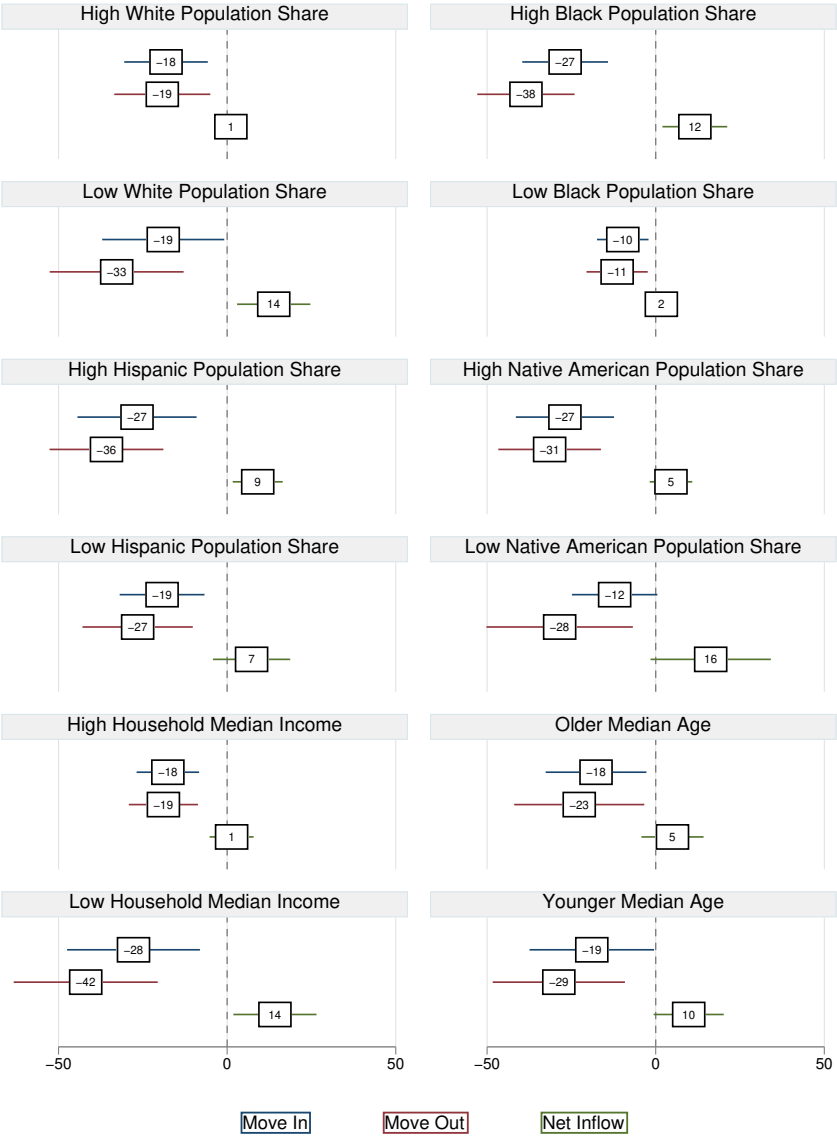 High White Population Share
−18
−19
1
High Black Population Share
−27
−38
12
Low White Population Share
−19
−33
14
Low Black Population Share
−10
−11
2
High Hispanic Population Share
−27
−36
9
High Native American Population Share
−27
−31
5
Low Hispanic Population Share
−19
−27
7
Low Native American Population Share
−12
−28
16
High Household Median Income
−18
−19
1
Older Median Age
−18
−23
5
Low Household Median Income
−28
−42
14
−50 0 50
Younger Median Age
−19
−29
10
−50 0 50
Move In Move Out Net Inflow